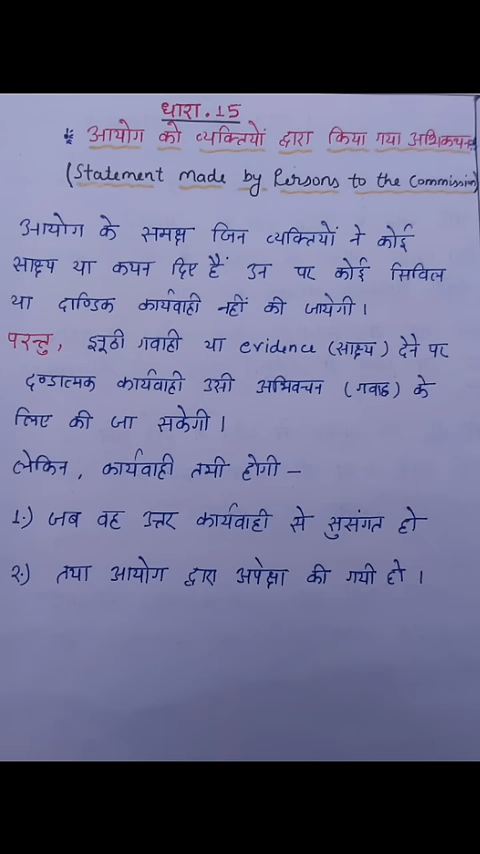 धारा.15
* आयोग को व्यक्तियों द्वारा किया गया अभिकथन
(Statement made by Persons to the Commission)
आयोग के समक्ष जिन व्यक्तियों ने कोई
साक्ष्य या कथन दिए हैं उन पर कोई सिविल
या दाण्डिक कार्यवाही नहीं की जायेगी।
परन्तु, झूठी गवाही या evidence (साक्ष्य) देने पर
दण्डात्मक कार्यवाही उसी अभिवचन (गवाह) के
लिए की जा सकेगी।
लेकिन, कार्यवाही तभी होगी –
1.) जब वह उत्तर कार्यवाही से सुसंगत हो
2.) तथा आयोग द्वारा अपेक्षा की गयी हो।